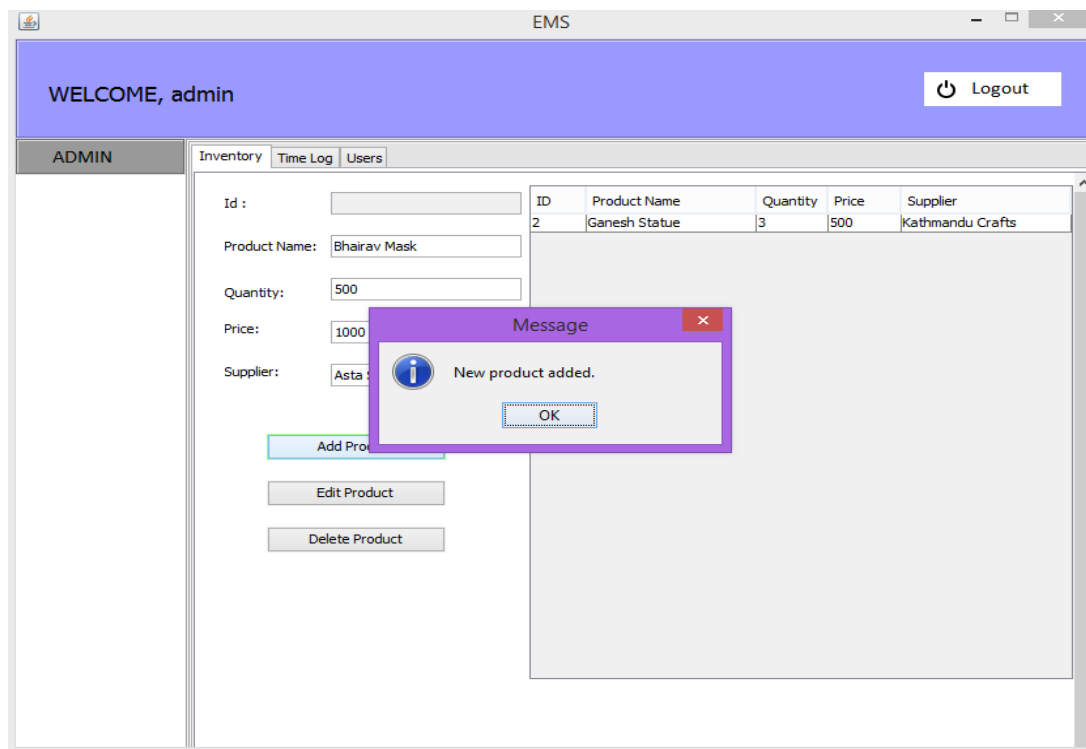 EMS
WELCOME, admin
Logout
ADMIN
Inventory Time Log Users
Id :
Product Name: Bhairav Mask
Quantity: 500
Price: 1000
Supplier: Asta
Add
Edit Product
Delete Product
ID Product Name Quantity Price Supplier
2 Ganesh Statue 3 500 Kathmandu Crafts
Message
New product added.
OK